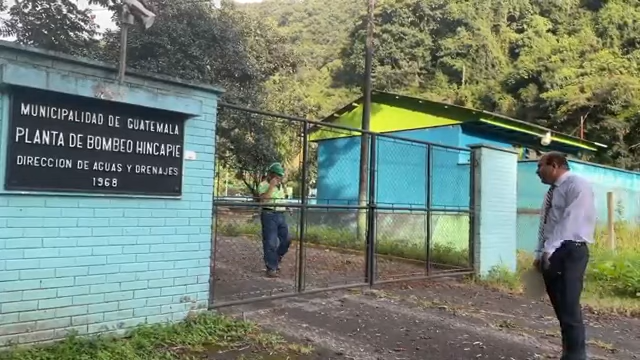 MUNICIPALIDAD DE GUATEMALA
PLANTA DE BOMBEO HINCAPIE
DIRECCION DE AGUAS Y DRENAJES
1968